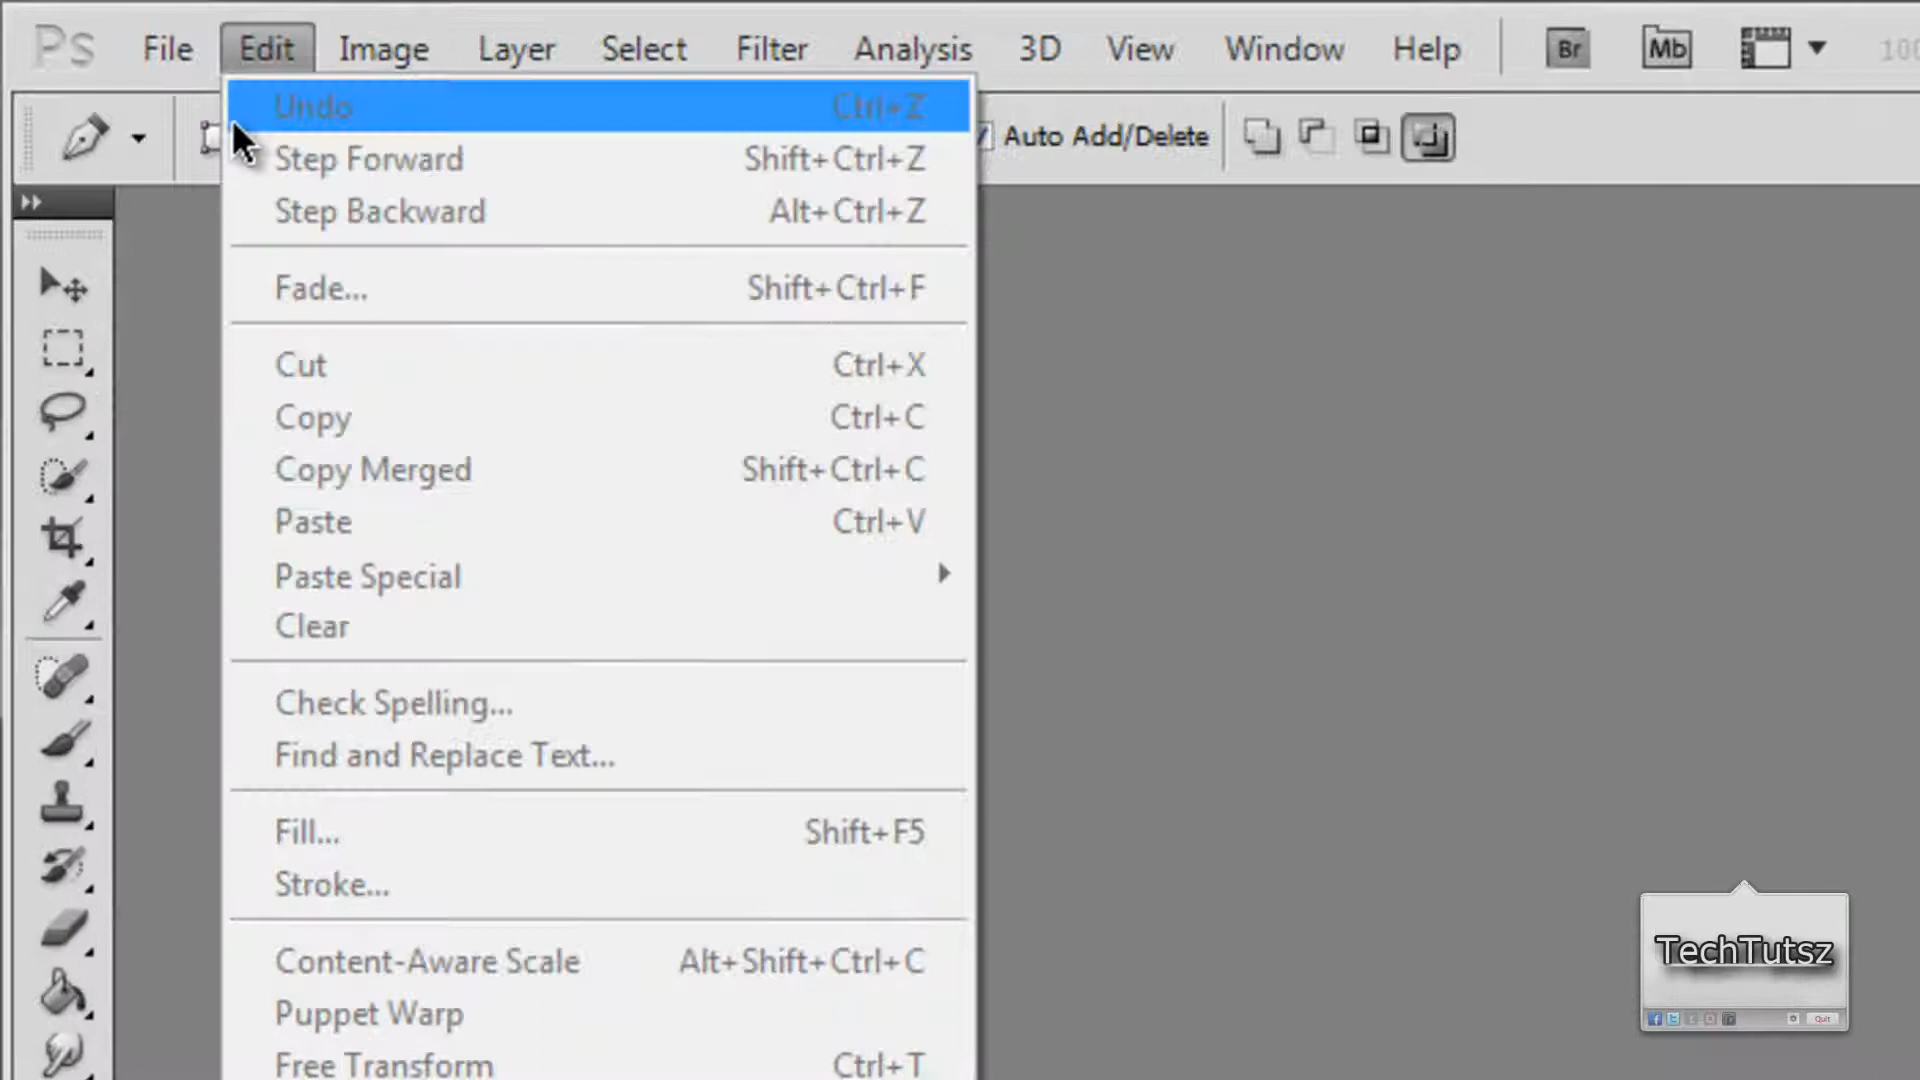 Ps File Edit Image Layer Select Filter Analysis 3D View Window Help Br Mb 100
Auto Add/Delete
Undo Ctrl+Z
Step Forward Shift+Ctrl+Z
Step Backward Alt+Ctrl+Z
Fade... Shift+Ctrl+F
Cut Ctrl+X
Copy Ctrl+C
Copy Merged Shift+Ctrl+C
Paste Ctrl+V
Paste Special
Clear
Check Spelling...
Find and Replace Text...
Fill... Shift+F5
Stroke...
Content-Aware Scale Alt+Shift+Ctrl+C
Puppet Warp
Free Transform Ctrl+T
TechTutsz
Quit